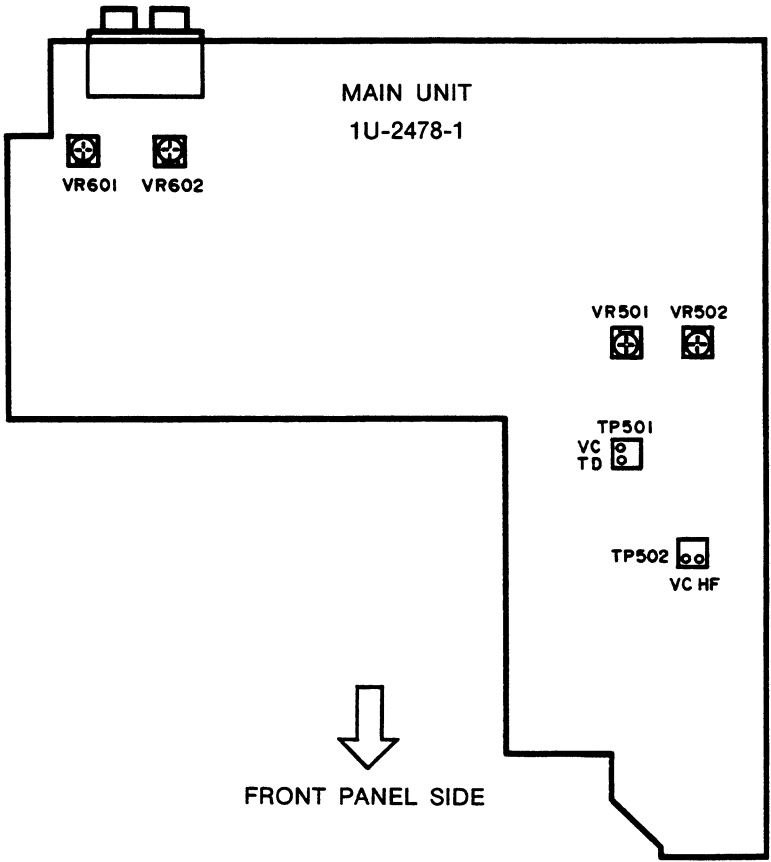 MAIN UNIT
1U-2478-1
VR601 VR602
VR501 VR502
TP501
VC
TD
TP502
VC HF
FRONT PANEL SIDE